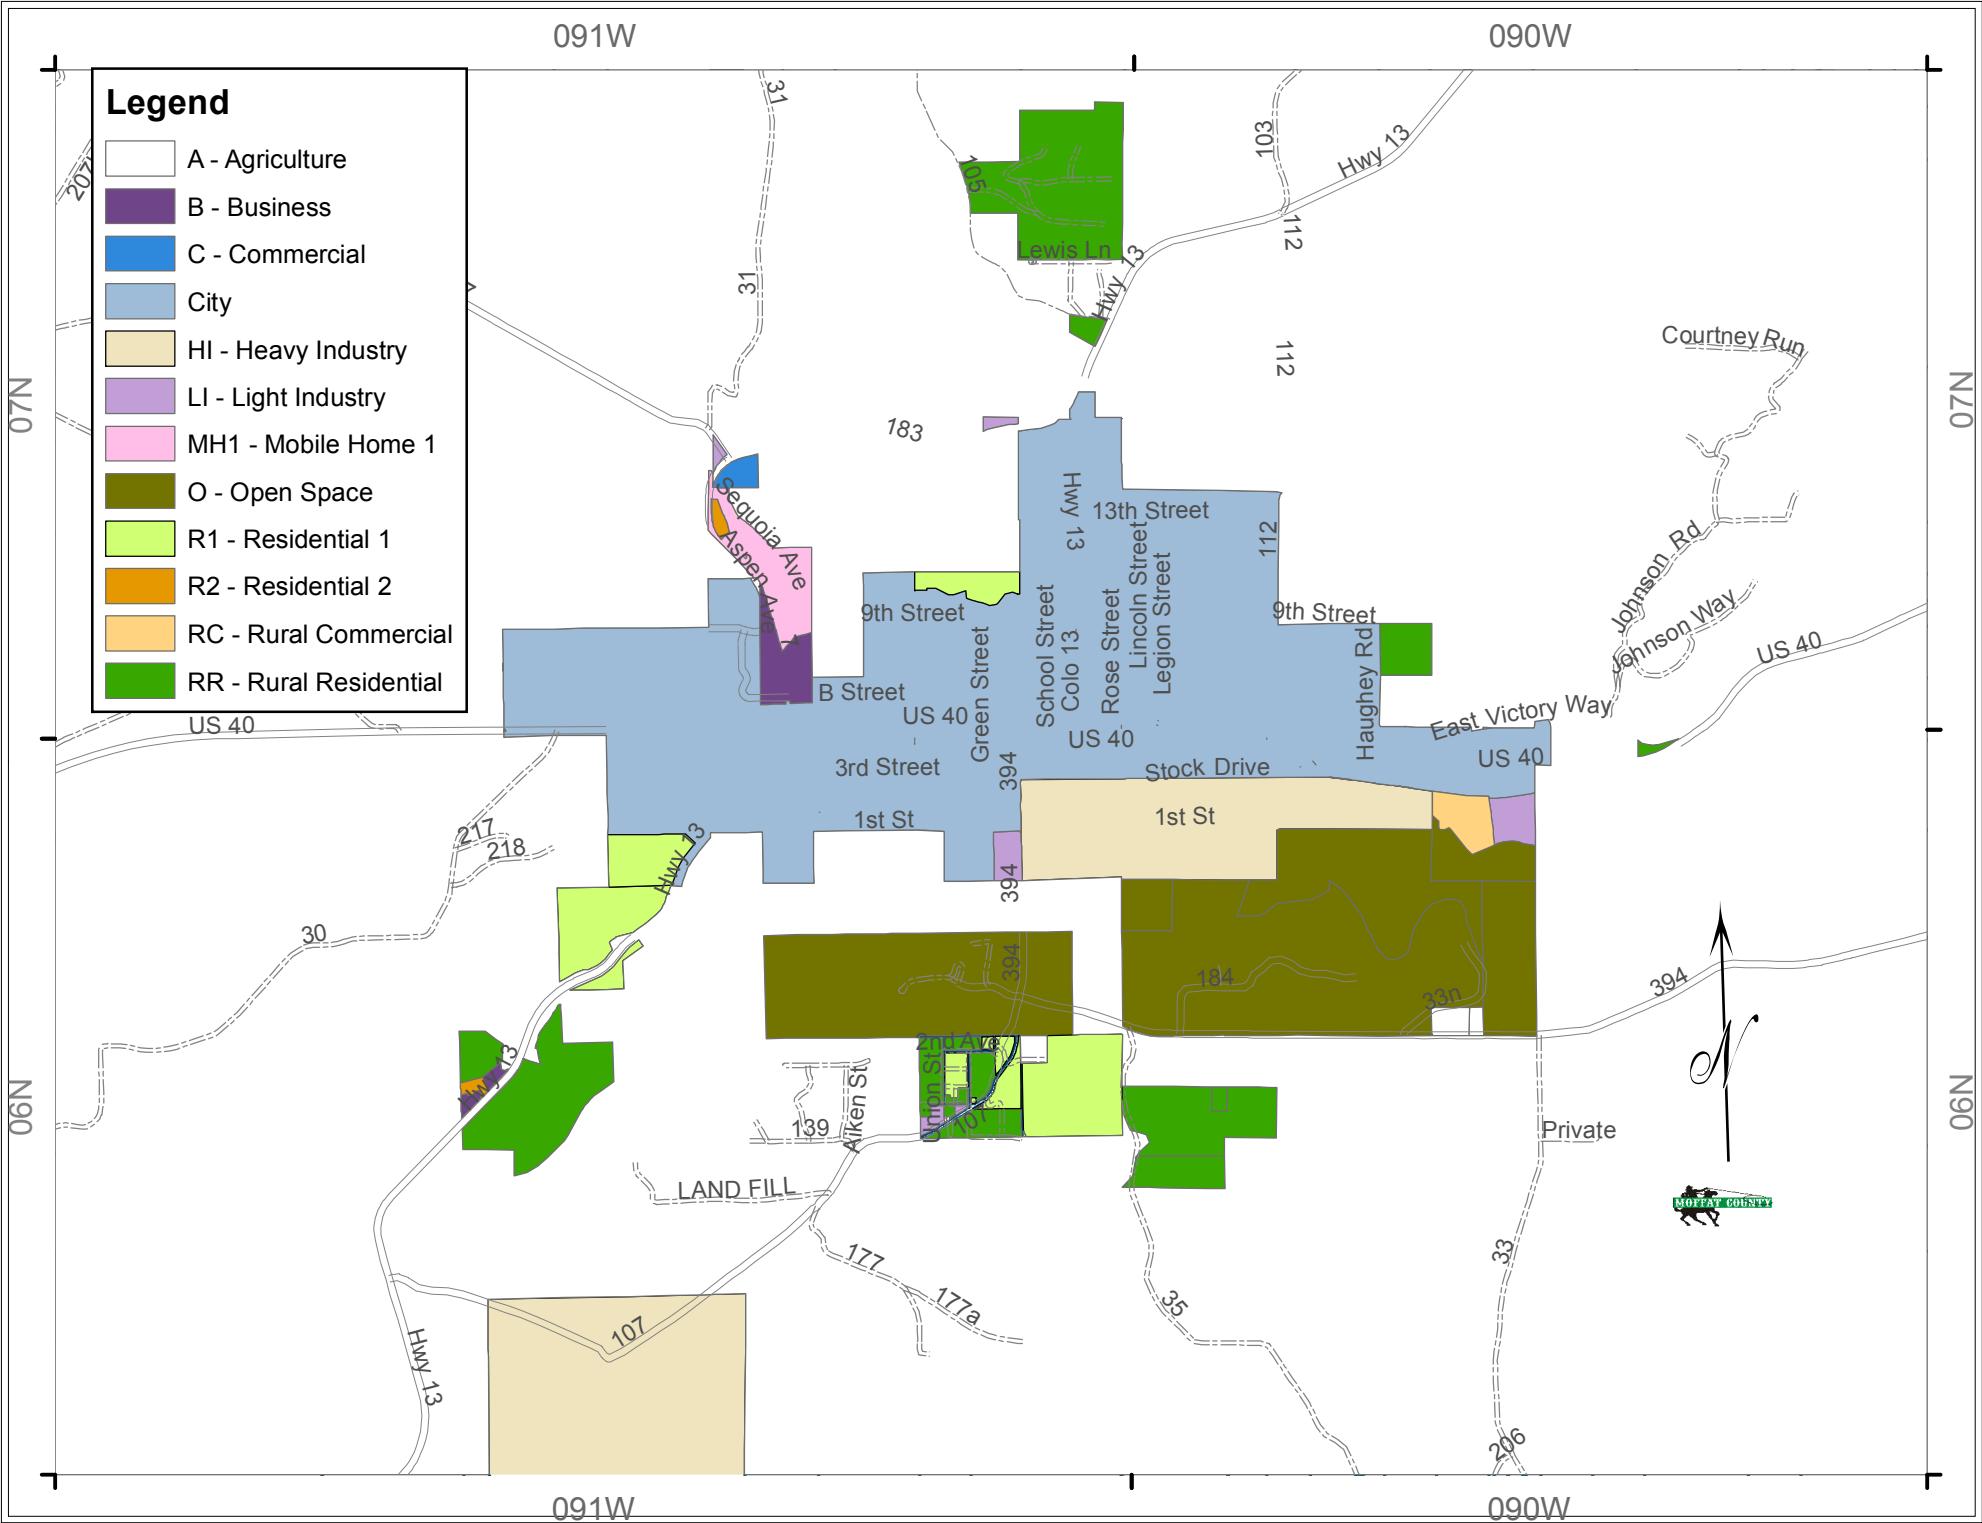 091W
090W
Legend
A - Agriculture
B - Business
C - Commercial
City
HI - Heavy Industry
LI - Light Industry
MH1 - Mobile Home 1
O - Open Space
R1 - Residential 1
R2 - Residential 2
RC - Rural Commercial
RR - Rural Residential
07N
07N
06N
06N
207
31
31
105
103
Hwy 13
112
Lewis Ln
Hwy 13
112
Courtney Run
183
Sequoia Ave
Aspen Ave
Hwy 13
13th Street
112
Lincoln Street
Legion Street
Johnson Rd
Johnson Way
9th Street
9th Street
School Street
Colo 13
Rose Street
Green Street
Haughey Rd
US 40
B Street
US 40
US 40
US 40
East Victory Way
US 40
3rd Street
394
Stock Drive
1st St
1st St
217
218
Hwy 13
394
30
394
184
33n
394
2nd Ave
Union St
107
Hwy 13
139
Aiken St
Private
LAND FILL
MOFFAT COUNTY
177
177a
35
33
107
Hwy 13
206
091W
090W